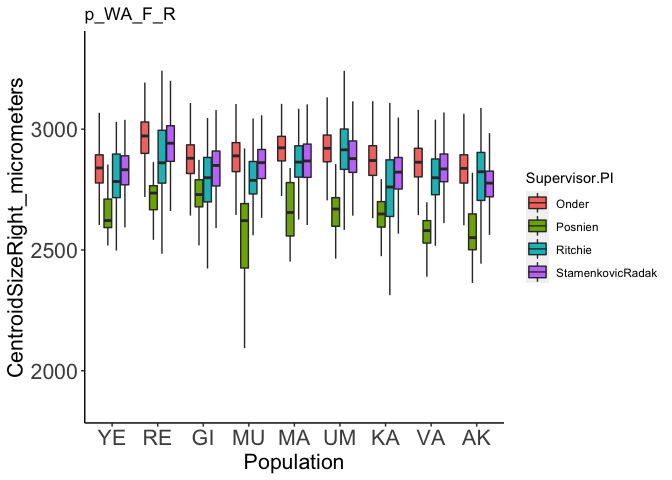 p_WA_F_R
CentroidSizeRight_micrometers
3000
2500
2000
YE RE GI MU MA UM KA VA AK
Population
Supervisor.PI
Onder
Posnien
Ritchie
StamenkovicRadak